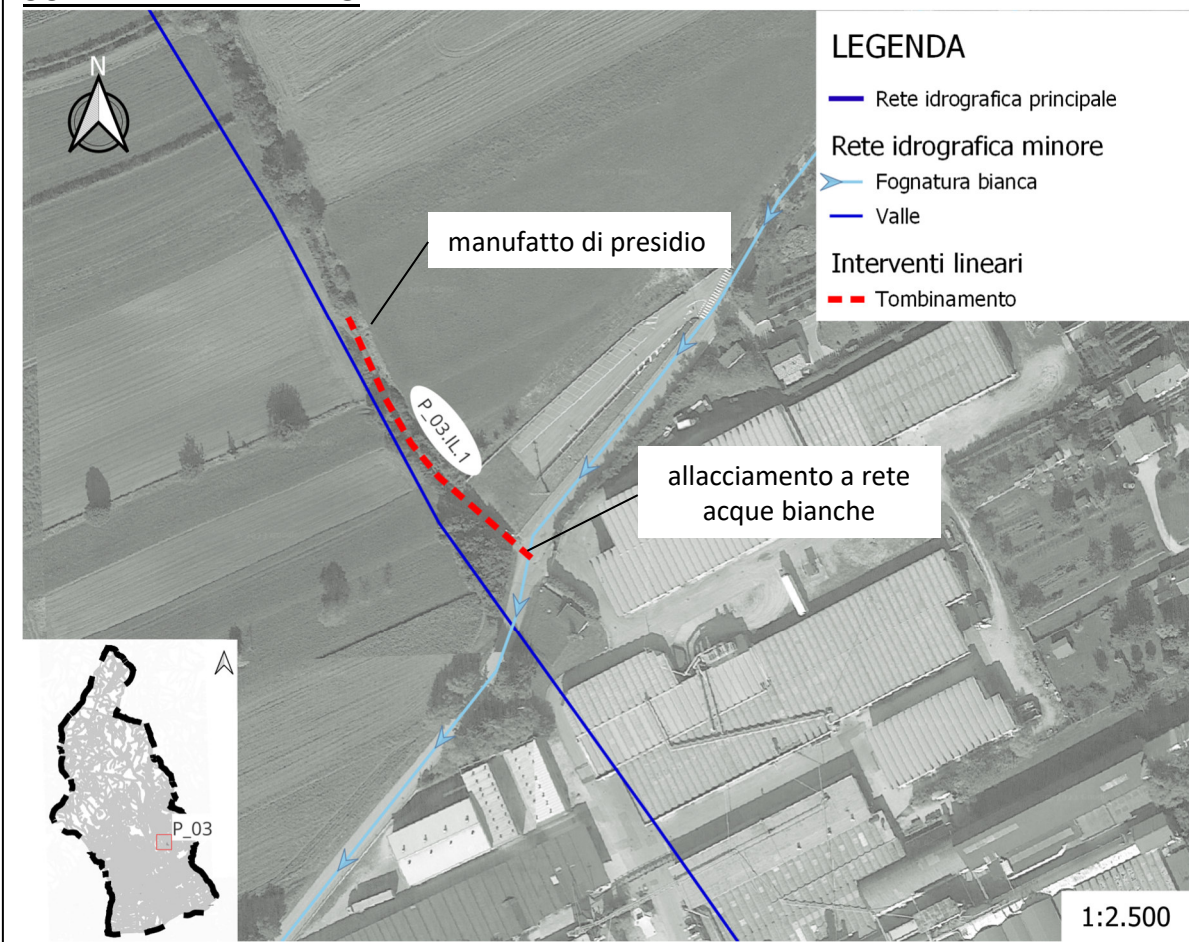 N
LEGENDA
Rete idrografica principale
Rete idrografica minore
Fognatura bianca
Valle
Interventi lineari
Tombinamento
manufatto di presidio
P_03.IL.1
allacciamento a rete
acque bianche
P_03
1:2.500